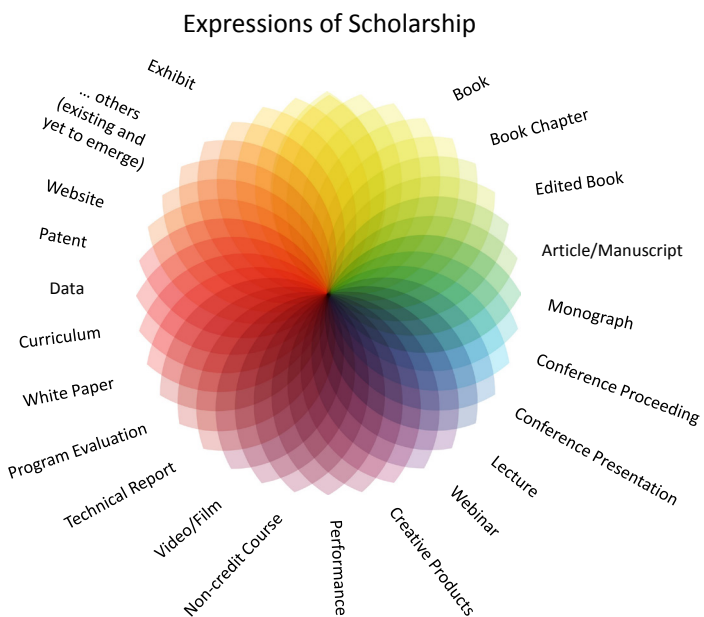 Expressions of Scholarship
Book
Book Chapter
Edited Book
Article/Manuscript
Monograph
Conference Proceeding
Conference Presentation
Lecture
Webinar
Creative Products
Performance
Non-credit Course
Video/Film
Technical Report
Program Evaluation
White Paper
Curriculum
Data
Patent
Website
... others
(existing and
yet to emerge)
Exhibit